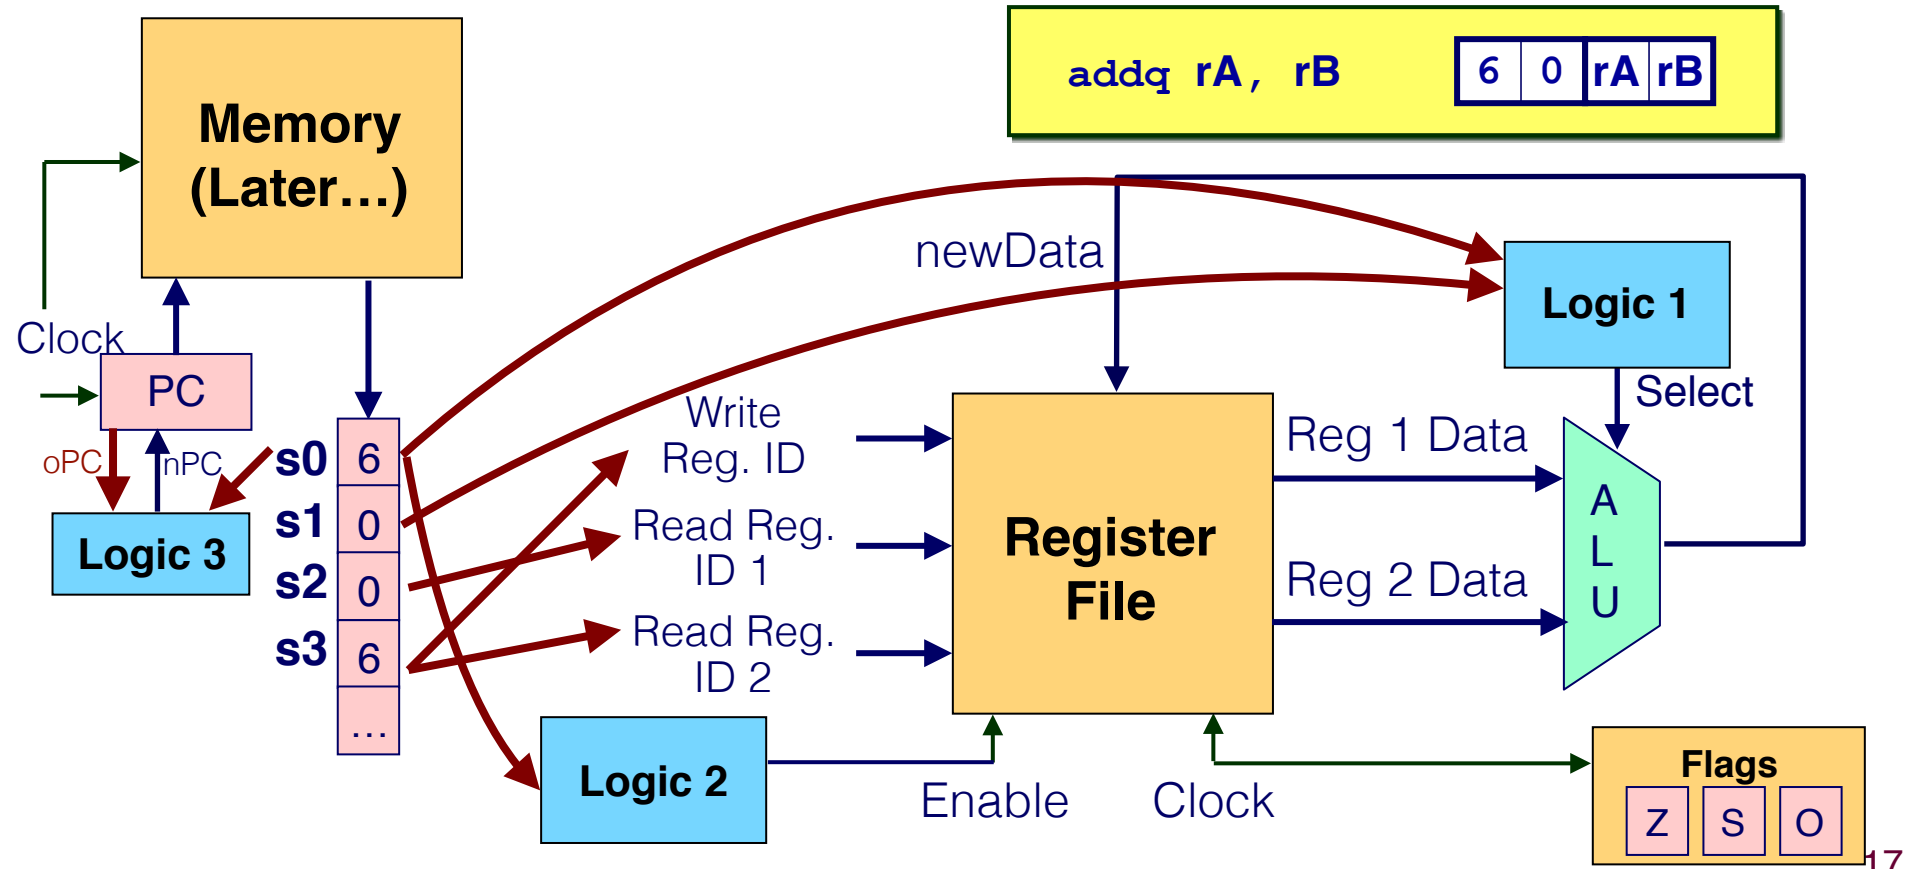 addq rA, rB
6 0 rA rB
Memory
(Later…)
newData
Logic 1
Clock
PC
Select
oPC
nPC
s0 6
s1 0
s2 0
s3 6
…
Logic 3
Write
Reg. ID
Read Reg.
ID 1
Read Reg.
ID 2
Register
File
Reg 1 Data
Reg 2 Data
A
L
U
Logic 2
Enable
Clock
Flags
Z S O
17